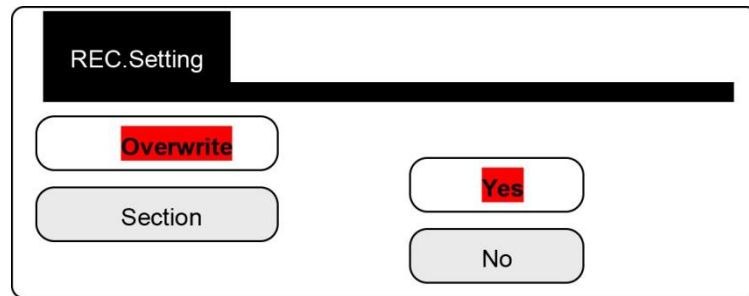 REC.Setting
Overwrite
Section
Yes
No